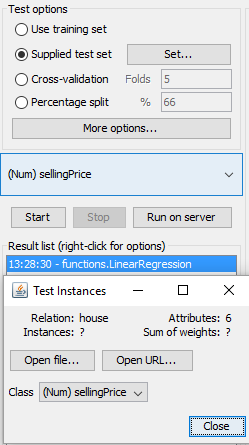 Test options
Use training set
Supplied test set Set...
Cross-validation Folds 5
Percentage split % 66
More options...
(Num) sellingPrice
Start Stop Run on server
Result list (right-click for options)
13:28:30 - functions.LinearRegression
Test Instances
Relation: house Attributes: 6
Instances: ? Sum of weights: ?
Open file... Open URL...
Class (Num) sellingPrice
Close